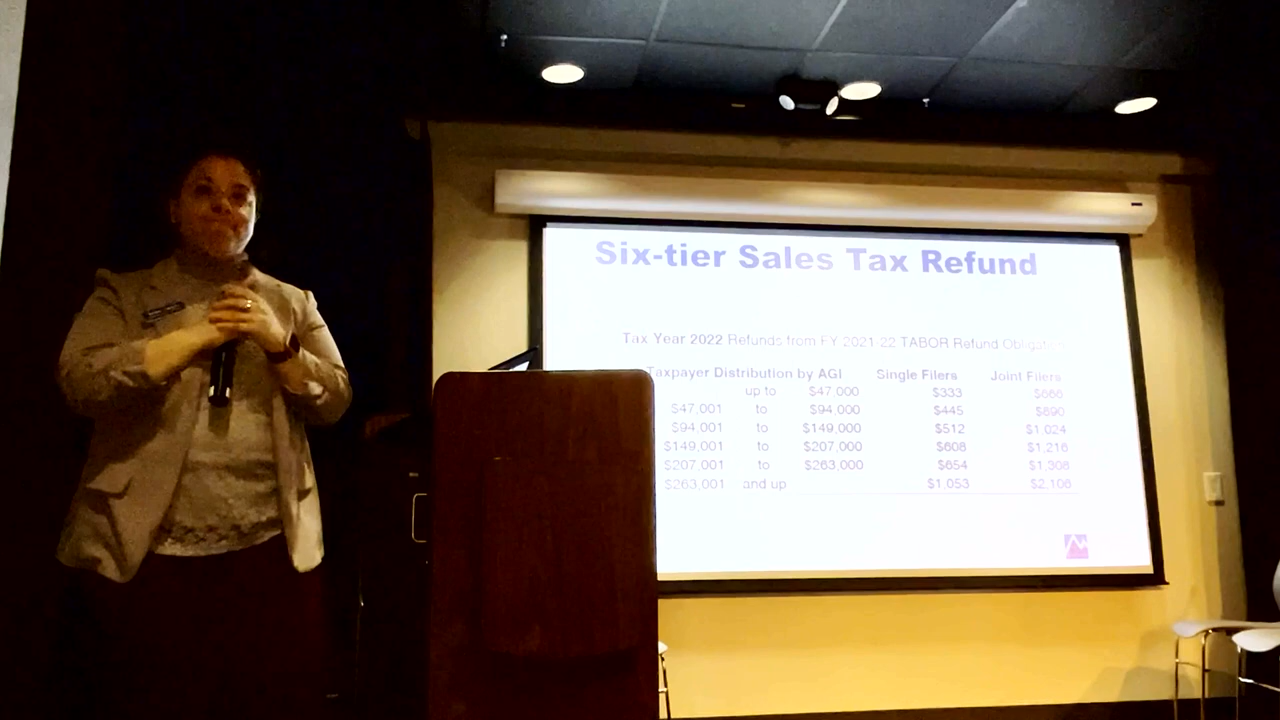 Six-tier Sales Tax Refund
Tax Year 2022 Refunds from FY 2021-22 TABOR Refund Obligation
Taxpayer Distribution by AGI Single Filers Joint Filers
up to $47,000 $333 $666
$47,001 to $94,000 $445 $890
$94,001 to $149,000 $512 $1,024
$149,001 to $207,000 $608 $1,216
$207,001 to $263,000 $654 $1,308
$263,001 and up $1,053 $2,106